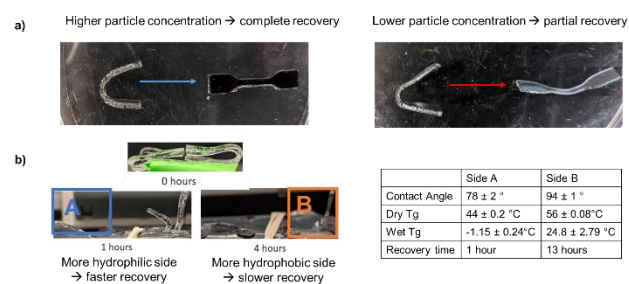 a)
Higher particle concentration → complete recovery
Lower particle concentration → partial recovery
b)
0 hours
A
B
1 hours
4 hours
More hydrophilic side
→ faster recovery
More hydrophobic side
→ slower recovery
Side A Side B
Contact Angle 78 ± 2 ° 94 ± 1 °
Dry Tg 44 ± 0.2 °C 56 ± 0.08°C
Wet Tg -1.15 ± 0.24°C 24.8 ± 2.79 °C
Recovery time 1 hour 13 hours